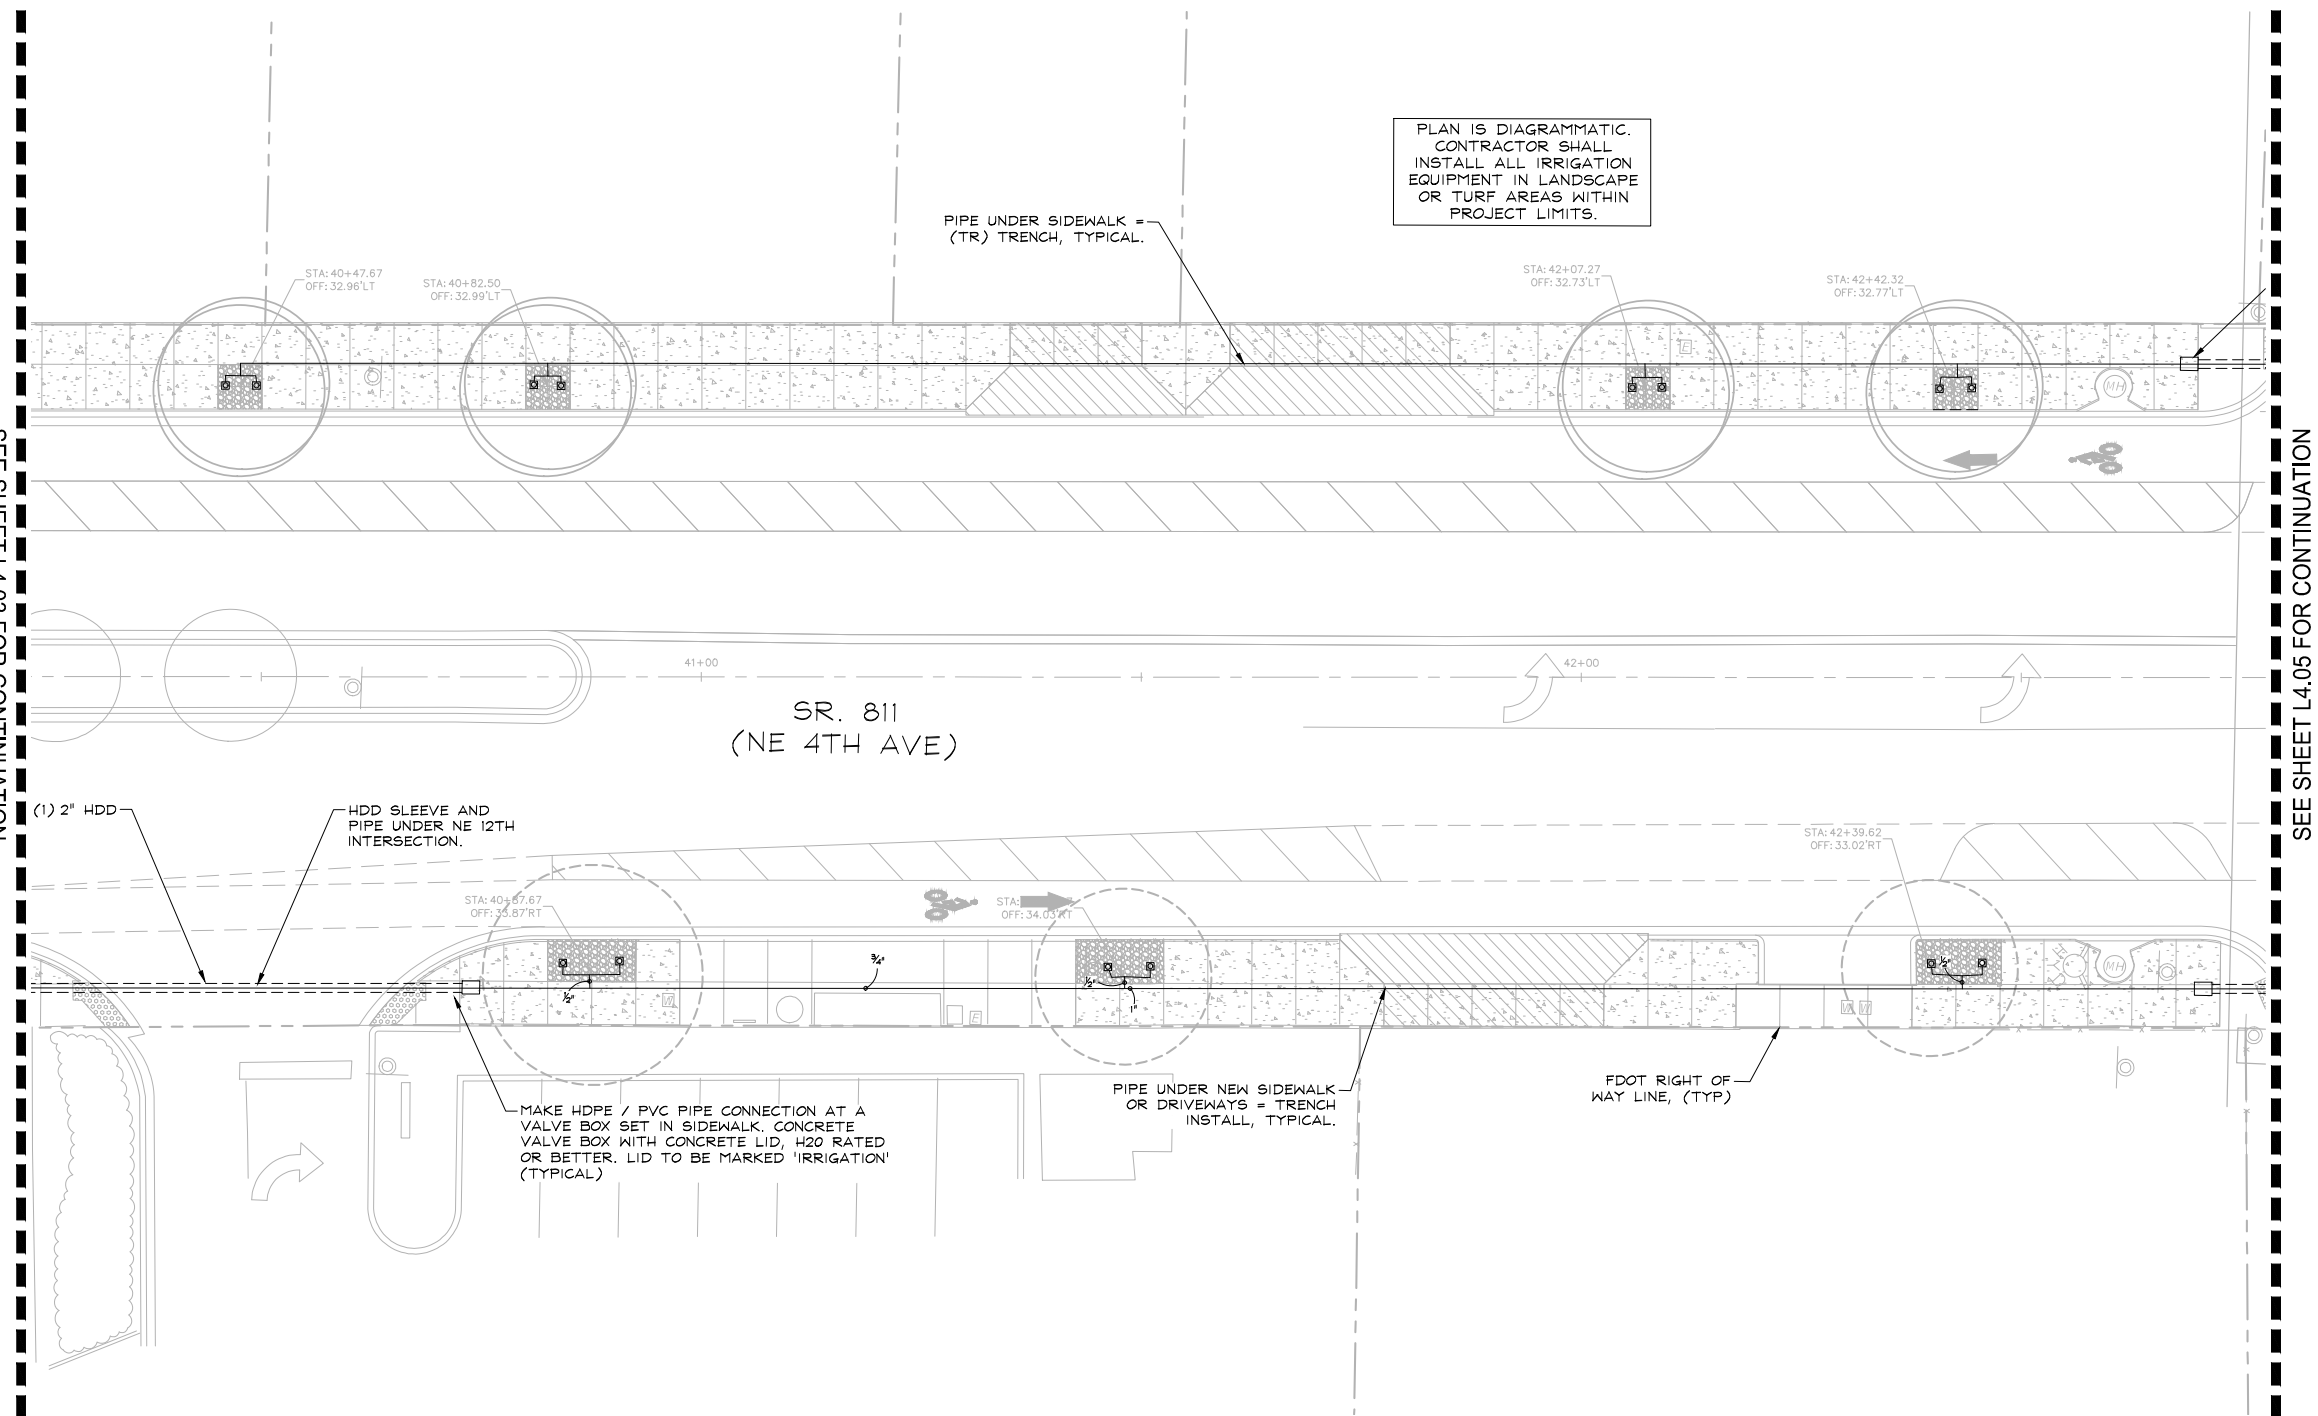 PLAN IS DIAGRAMMATIC.
CONTRACTOR SHALL
INSTALL ALL IRRIGATION
EQUIPMENT IN LANDSCAPE
OR TURF AREAS WITHIN
PROJECT LIMITS.
PIPE UNDER SIDEWALK =
(TR) TRENCH, TYPICAL.
STA: 40+47.67
OFF: 32.96'LT
STA: 40+82.50
OFF: 32.99'LT
STA: 42+07.27
OFF: 32.73'LT
STA: 42+42.32
OFF: 32.77'LT
E
MH
41+00
42+00
SR. 811
(NE 4TH AVE)
(1) 2" HDD
HDD SLEEVE AND
PIPE UNDER NE 12TH
INTERSECTION.
STA: 40+87.67
OFF: 33.87'RT
STA:
OFF: 34.03'RT
STA: 42+39.62
OFF: 33.02'RT
1/2"
W
3/4"
E
1/2"
1"
W W
1/2"
MH
MAKE HDPE / PVC PIPE CONNECTION AT A
VALVE BOX SET IN SIDEWALK. CONCRETE
VALVE BOX WITH CONCRETE LID, H20 RATED
OR BETTER. LID TO BE MARKED 'IRRIGATION'
(TYPICAL)
PIPE UNDER NEW SIDEWALK
OR DRIVEWAYS = TRENCH
INSTALL, TYPICAL.
FDOT RIGHT OF
WAY LINE, (TYP)
SEE SHEET L4.05 FOR CONTINUATION